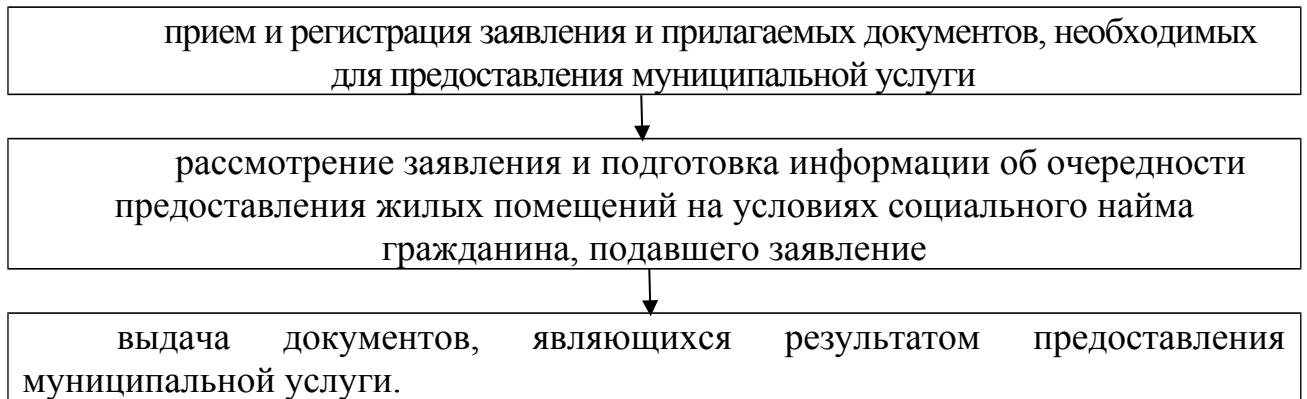 прием и регистрация заявления и прилагаемых документов, необходимых
для предоставления муниципальной услуги
рассмотрение заявления и подготовка информации об очередности
предоставления жилых помещений на условиях социального найма
гражданина, подавшего заявление
выдача документов, являющихся результатом предоставления
муниципальной услуги.